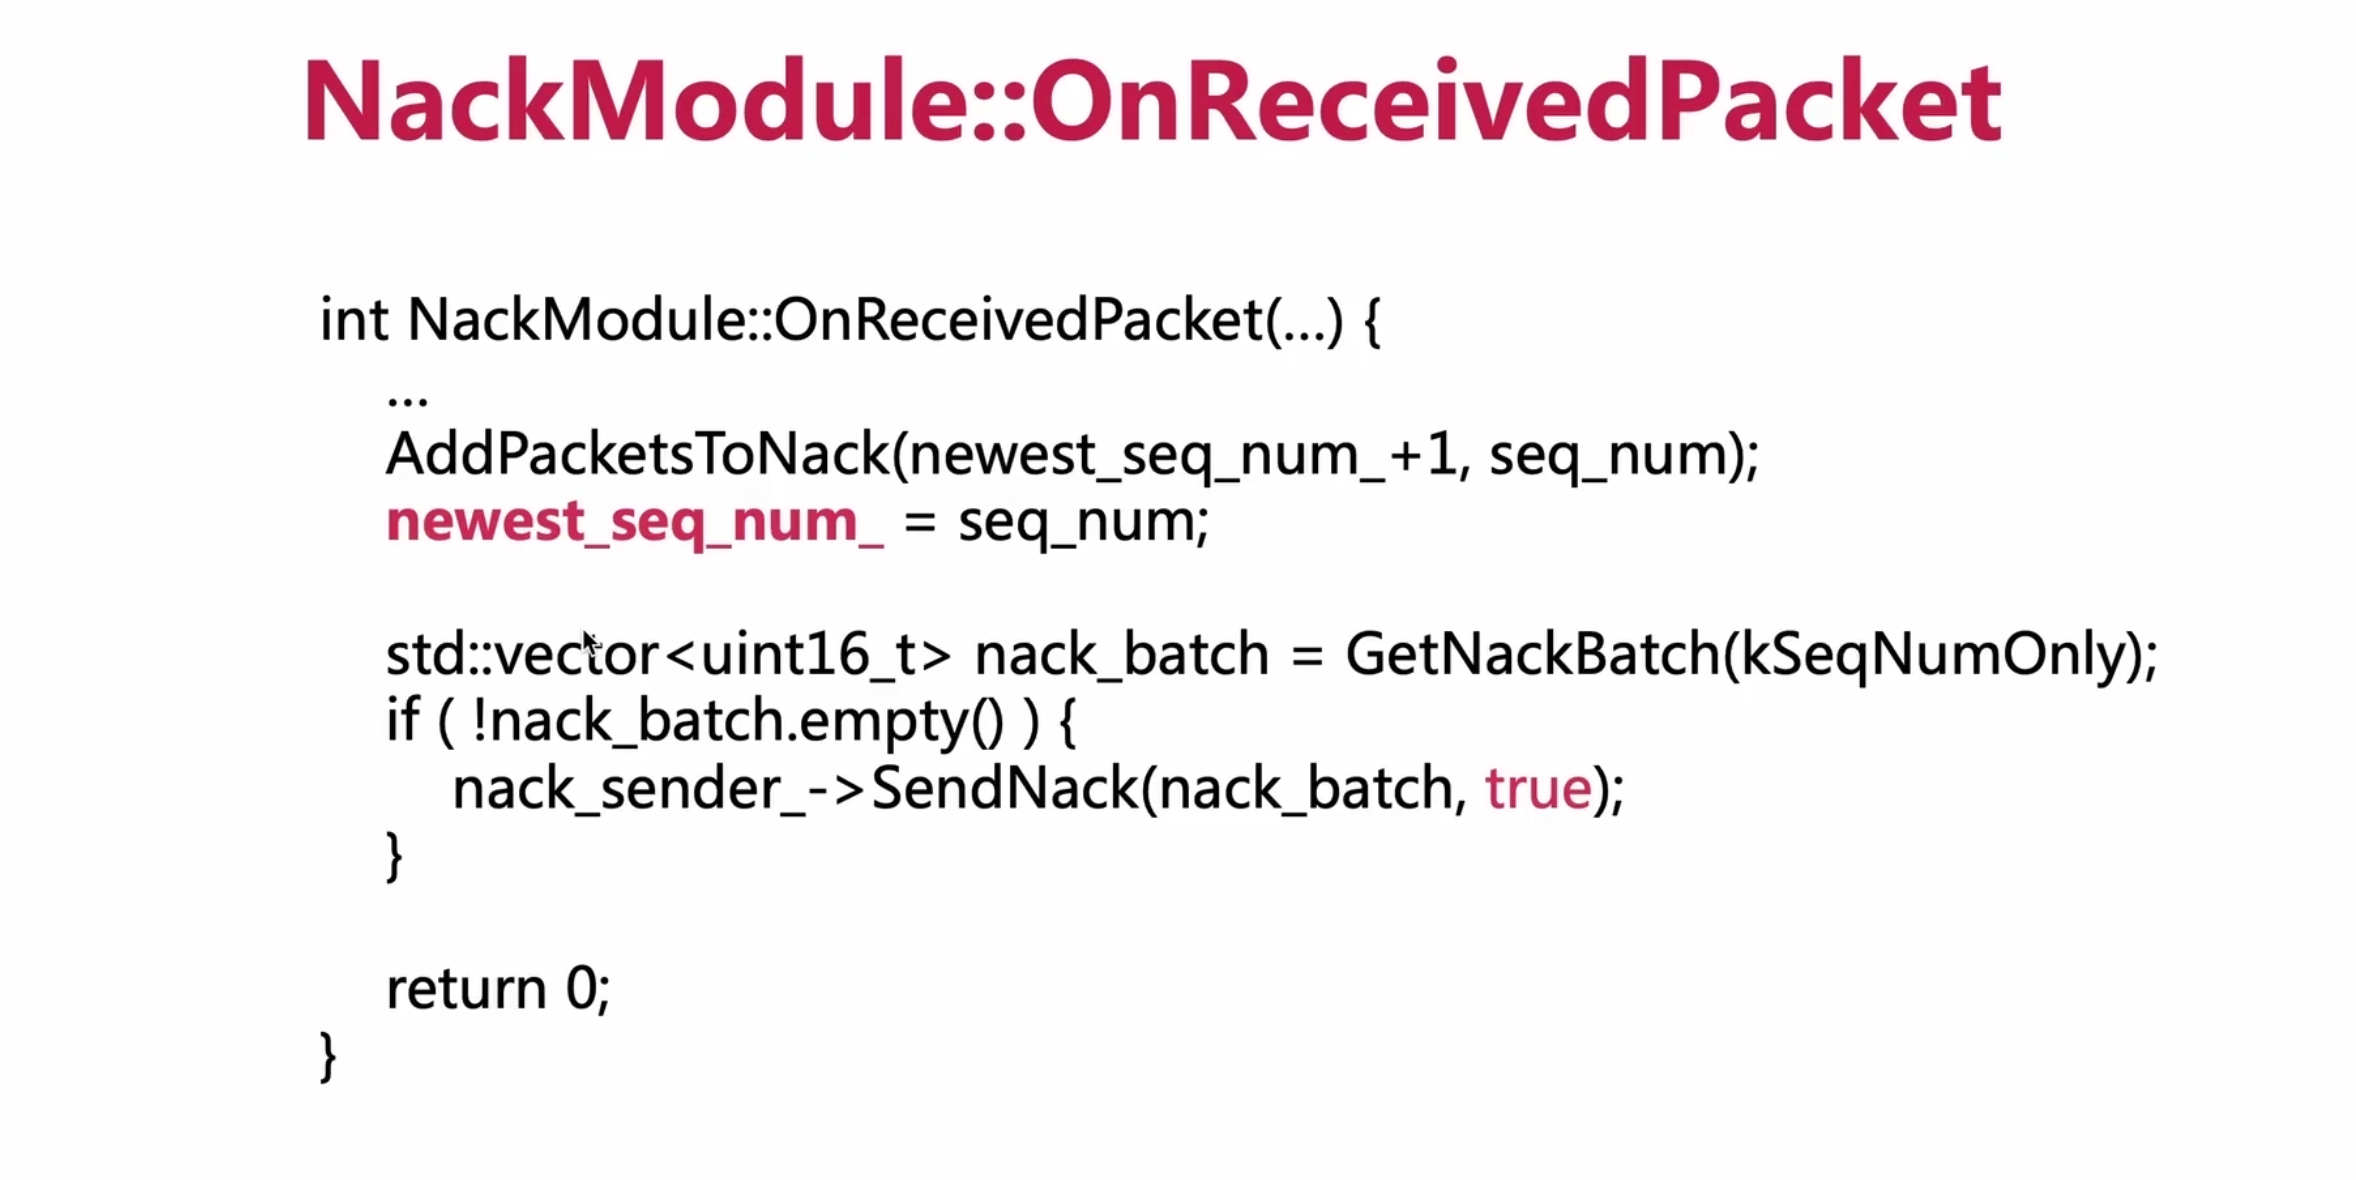 NackModule::OnReceivedPacket
int NackModule::OnReceivedPacket(...) {
...
AddPacketsToNack(newest_seq_num_+1, seq_num);
newest_seq_num_ = seq_num;
std::vector<uint16_t> nack_batch = GetNackBatch(kSeqNumOnly);
if ( !nack_batch.empty() ) {
nack_sender_->SendNack(nack_batch, true);
}
return 0;
}